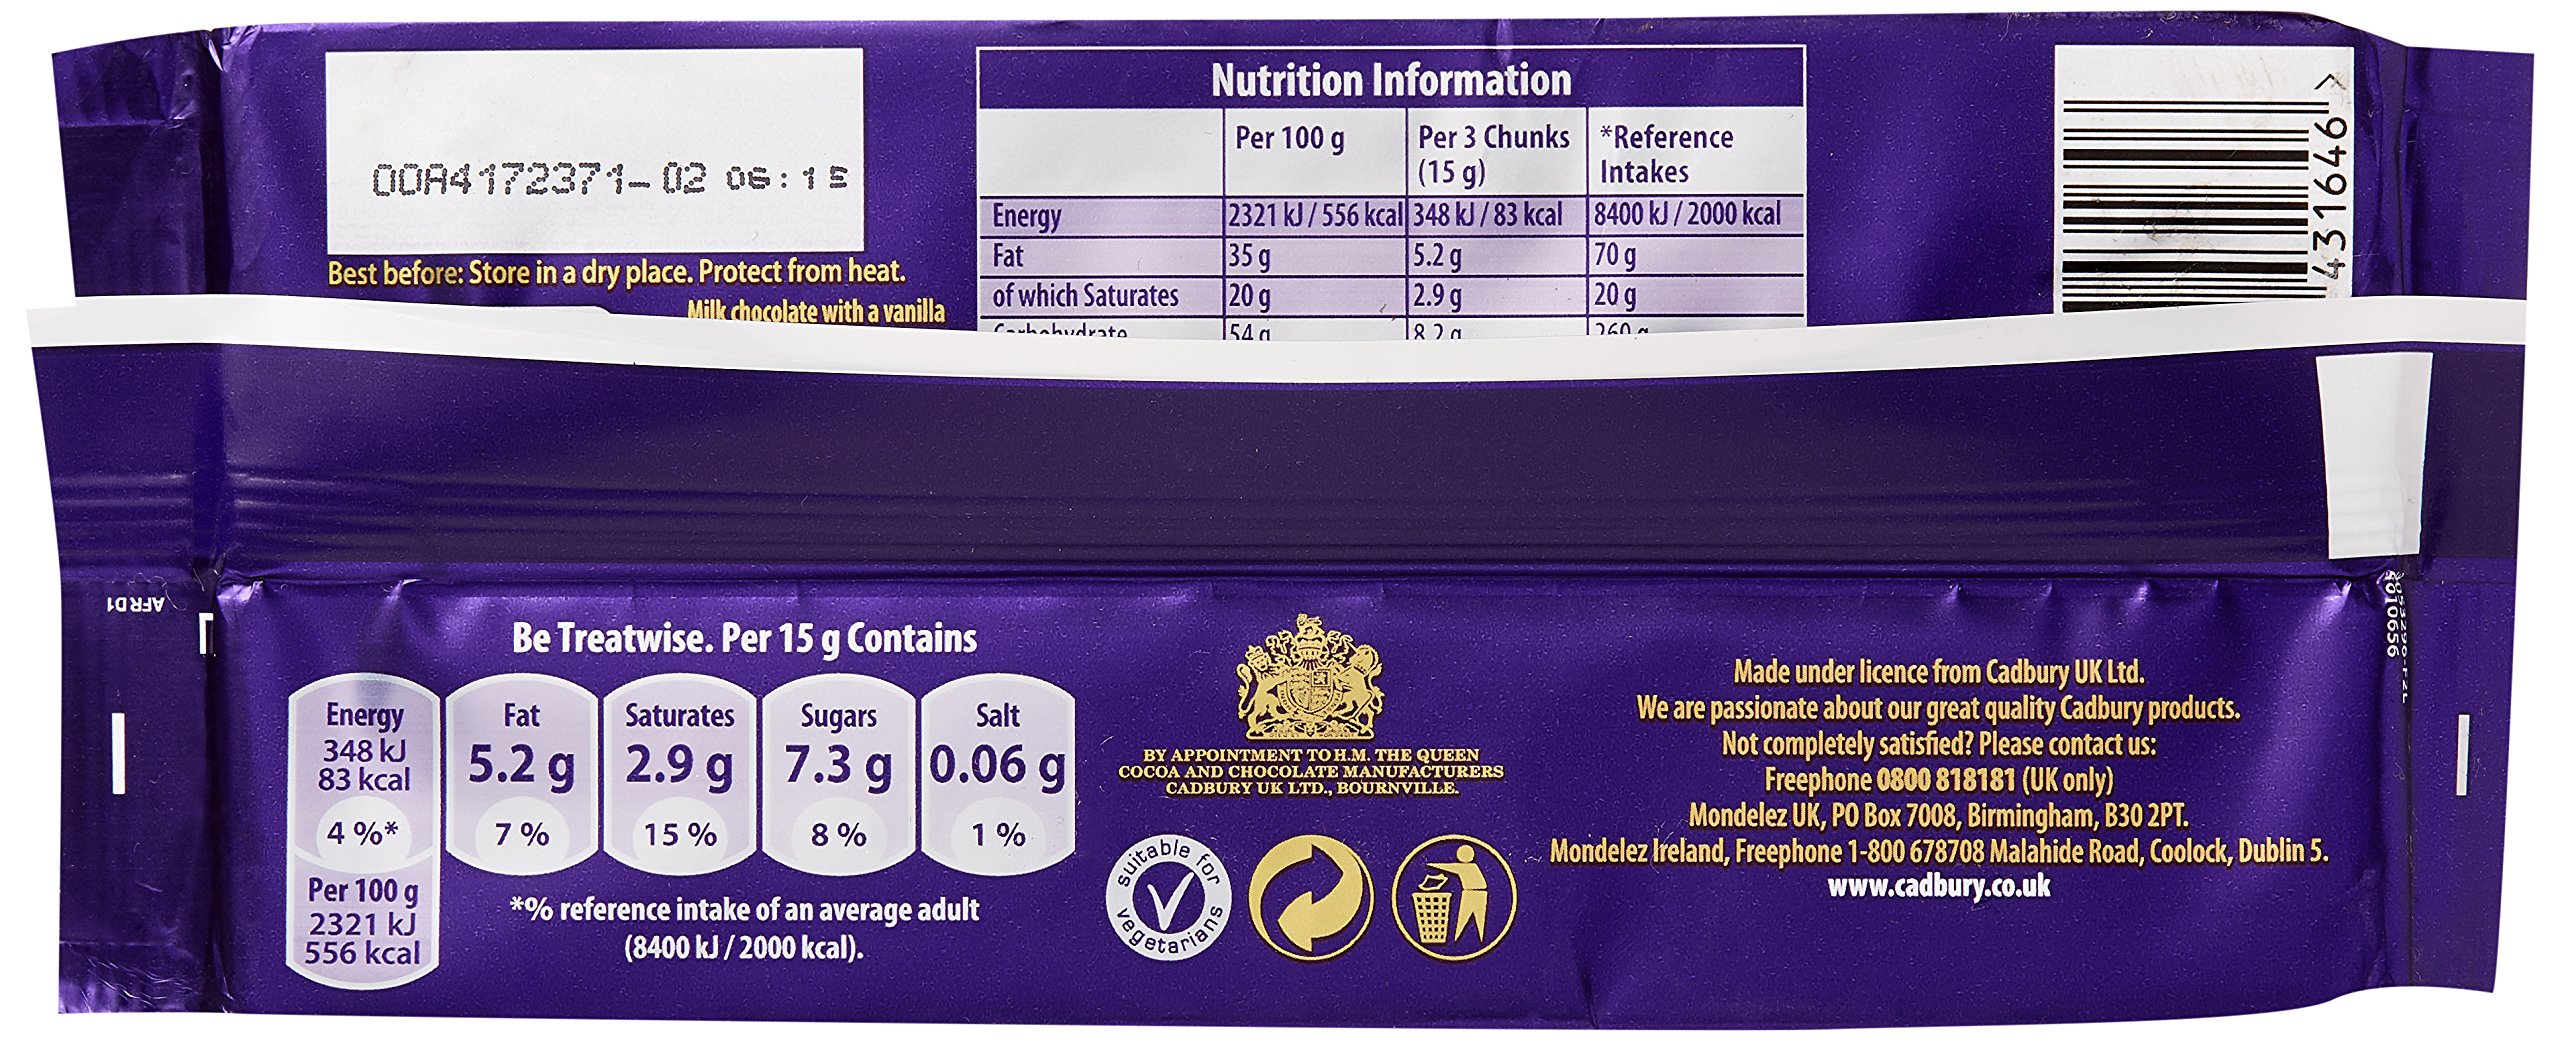 OOA4172371-02 06:15
Best before: Store in a dry place. Protect from heat.
Milk chocolate with a vanilla
Nutrition Information
Per 100 g
Per 3 Chunks
(15 g)
*Reference
Intakes
Energy 2321 kJ / 556 kcal 348 kJ / 83 kcal 8400 kJ / 2000 kcal
Fat 35 g 5.2 g 70 g
of which Saturates 20 g 2.9 g 20 g
Carbohydrate 54 g 8.2 g 260 g
431646 >
AFRD1
4010656
Be Treatwise. Per 15 g Contains
Energy
348 kJ
83 kcal
4 %*
Per 100 g
2321 kJ
556 kcal
Fat
5.2 g
7 %
Saturates
2.9 g
15 %
Sugars
7.3 g
8 %
Salt
0.06 g
1 %
*% reference intake of an average adult
(8400 kJ / 2000 kcal).
BY APPOINTMENT TO H.M. THE QUEEN
COCOA AND CHOCOLATE MANUFACTURERS
CADBURY UK LTD., BOURNVILLE.
suitable for
vegetarians
Made under licence from Cadbury UK Ltd.
We are passionate about our great quality Cadbury products.
Not completely satisfied? Please contact us:
Freephone 0800 818181 (UK only)
Mondelez UK, PO Box 7008, Birmingham, B30 2PT.
Mondelez Ireland, Freephone 1-800 678708 Malahide Road, Coolock, Dublin 5.
www.cadbury.co.uk